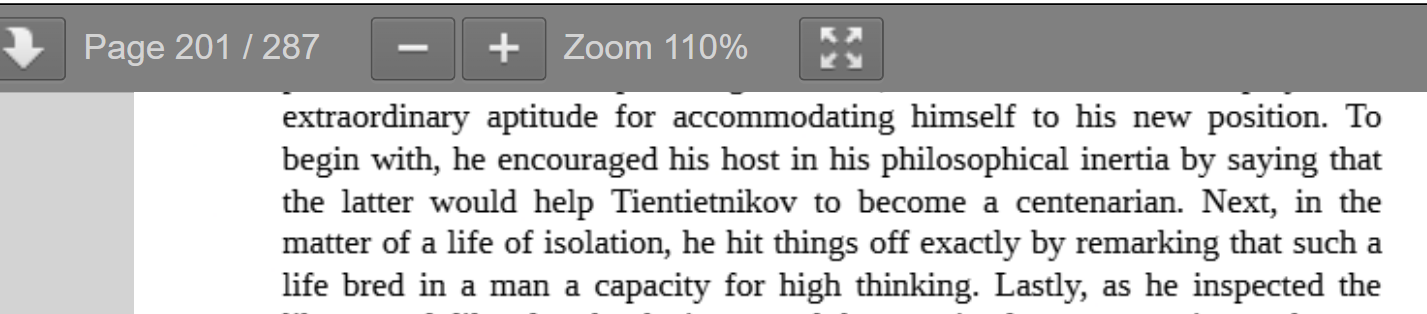 Page 201 / 287 Zoom 110%
extraordinary aptitude for accommodating himself to his new position. To
begin with, he encouraged his host in his philosophical inertia by saying that
the latter would help Tientietnikov to become a centenarian. Next, in the
matter of a life of isolation, he hit things off exactly by remarking that such a
life bred in a man a capacity for high thinking. Lastly, as he inspected the